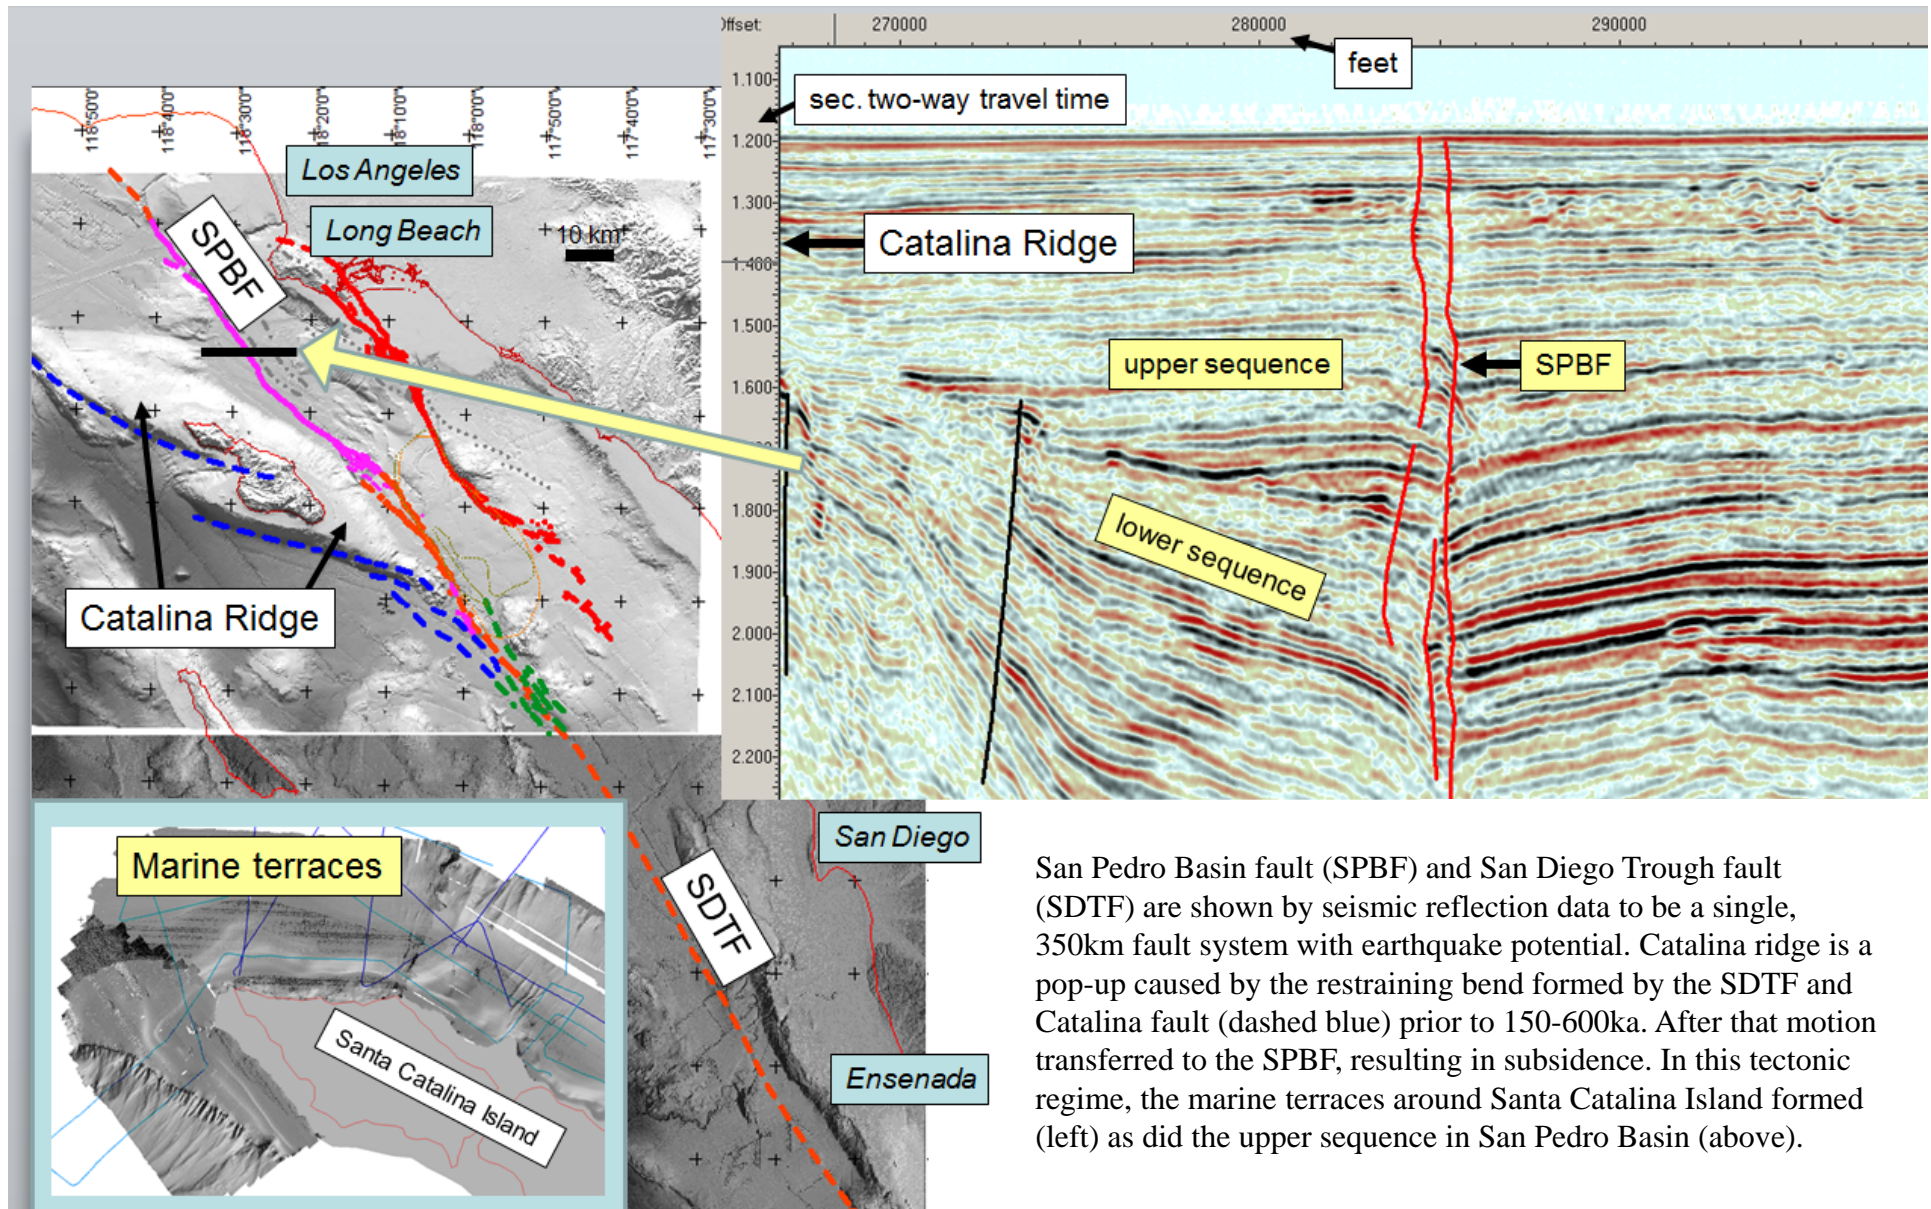 Offset:
270000
280000
290000
feet
sec. two-way travel time
1.100
1.200
1.300
1.400
1.500
1.600
1.800
1.900
2.000
2.100
2.200
Catalina Ridge
upper sequence
SPBF
lower sequence
118°50'0"
118°40'0"
118°30'0"
118°20'0"V
118°10'0"V
118°0'0"V
117°50'0"V
117°40'0"V
117°30'0"V
Los Angeles
Long Beach
10 km
SPBF
Catalina Ridge
Marine terraces
Santa Catalina Island
SDTF
San Diego
Ensenada
San Pedro Basin fault (SPBF) and San Diego Trough fault
(SDTF) are shown by seismic reflection data to be a single,
350km fault system with earthquake potential. Catalina ridge is a
pop-up caused by the restraining bend formed by the SDTF and
Catalina fault (dashed blue) prior to 150-600ka. After that motion
transferred to the SPBF, resulting in subsidence. In this tectonic
regime, the marine terraces around Santa Catalina Island formed
(left) as did the upper sequence in San Pedro Basin (above).